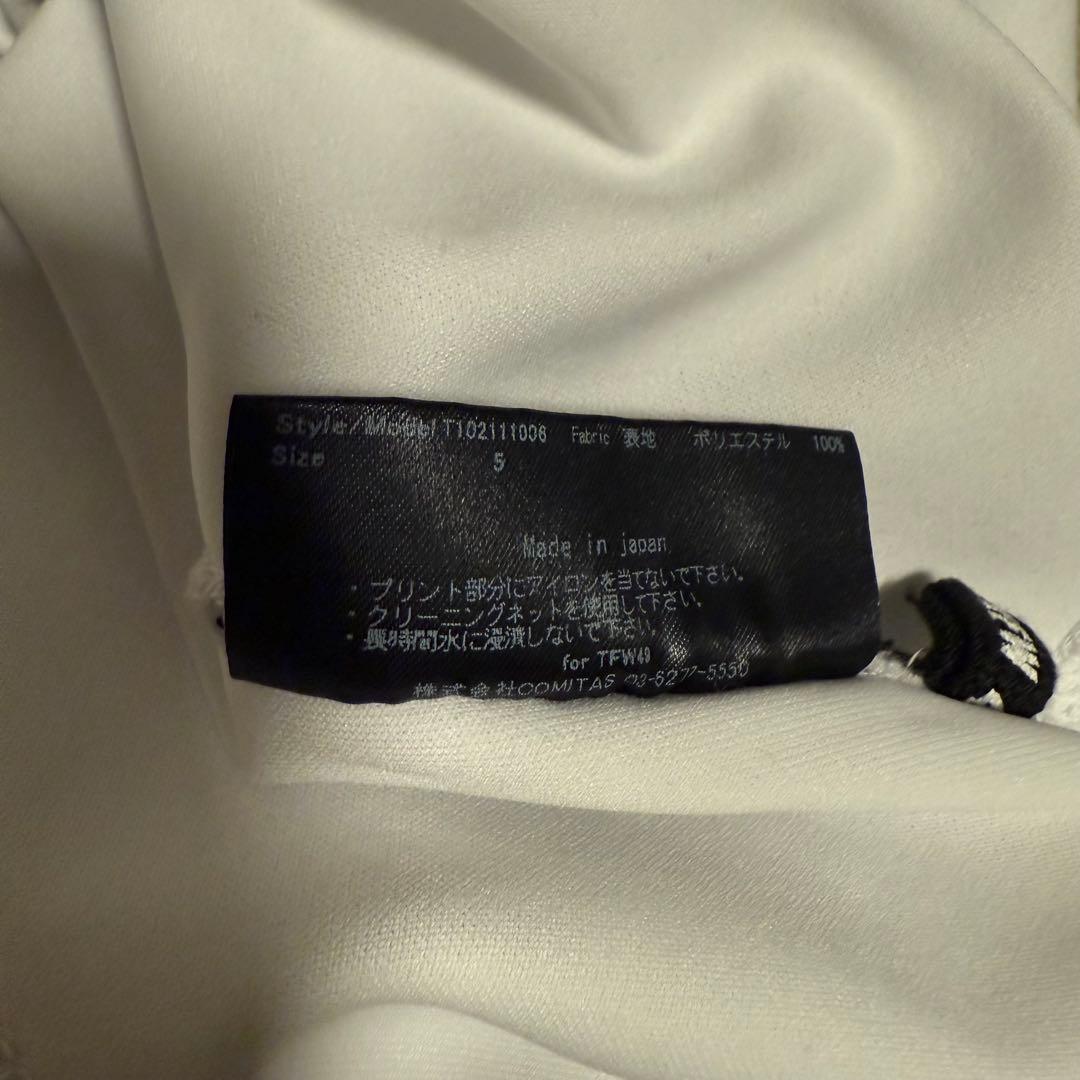 Style/Model T102111006 Fabric 表地 ポリエステル 100%
Size 5
Made in japan
・プリント部分にアイロンを当てないで下さい。
・クリーニングネットを使用して下さい。
・長時間水に浸漬しないで下さい。
for TFW49
株式会社COMITAS 03-6277-5550